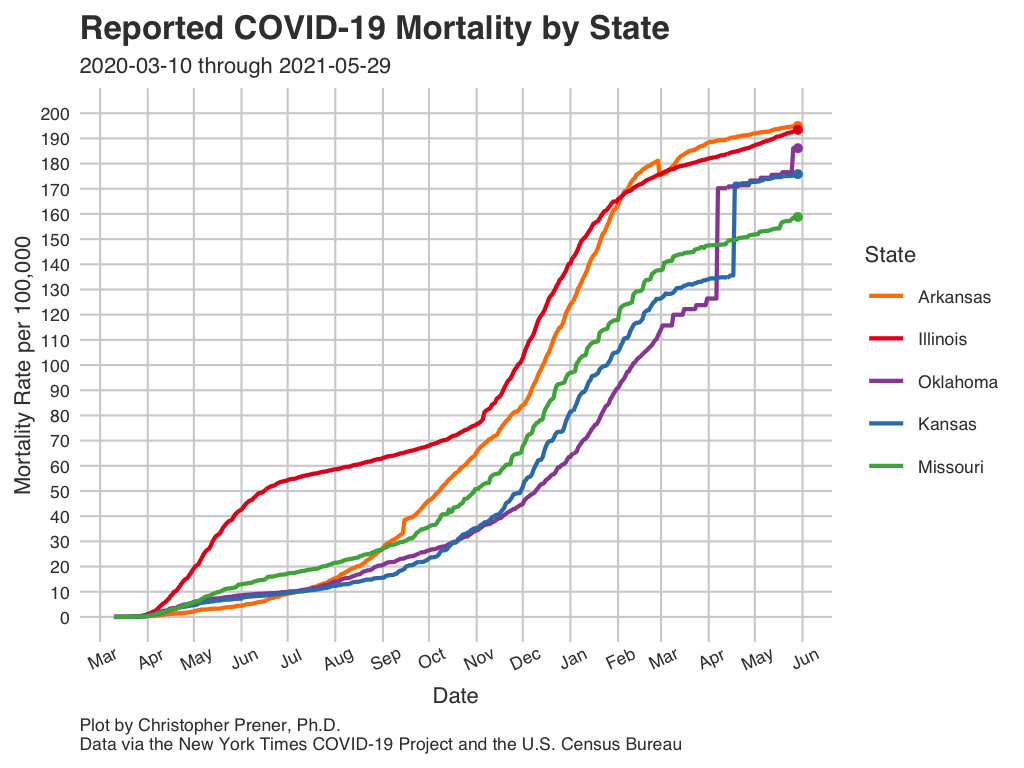 Reported COVID-19 Mortality by State
2020-03-10 through 2021-05-29
Mortality Rate per 100,000
200
190
180
170
160
150
140
130
120
110
100
90
80
70
60
50
40
30
20
10
0
Mar Apr May Jun Jul Aug Sep Oct Nov Dec Jan Feb Mar Apr May Jun
Date
State
Arkansas
Illinois
Oklahoma
Kansas
Missouri
Plot by Christopher Prener, Ph.D.
Data via the New York Times COVID-19 Project and the U.S. Census Bureau